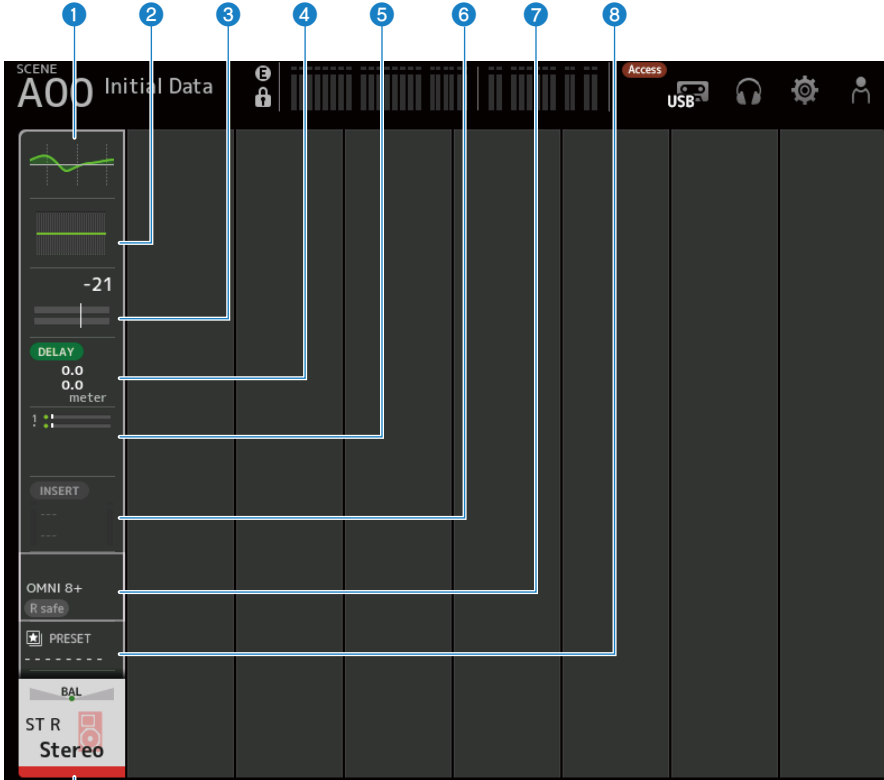 1 2 3 4 5 6 7 8
SCENE
A00 Initial Data
E
Access
USB
-21
DELAY
0.0
0.0
meter
!
INSERT
---
---
OMNI 8+
R safe
PRESET
--------
BAL
ST R
Stereo